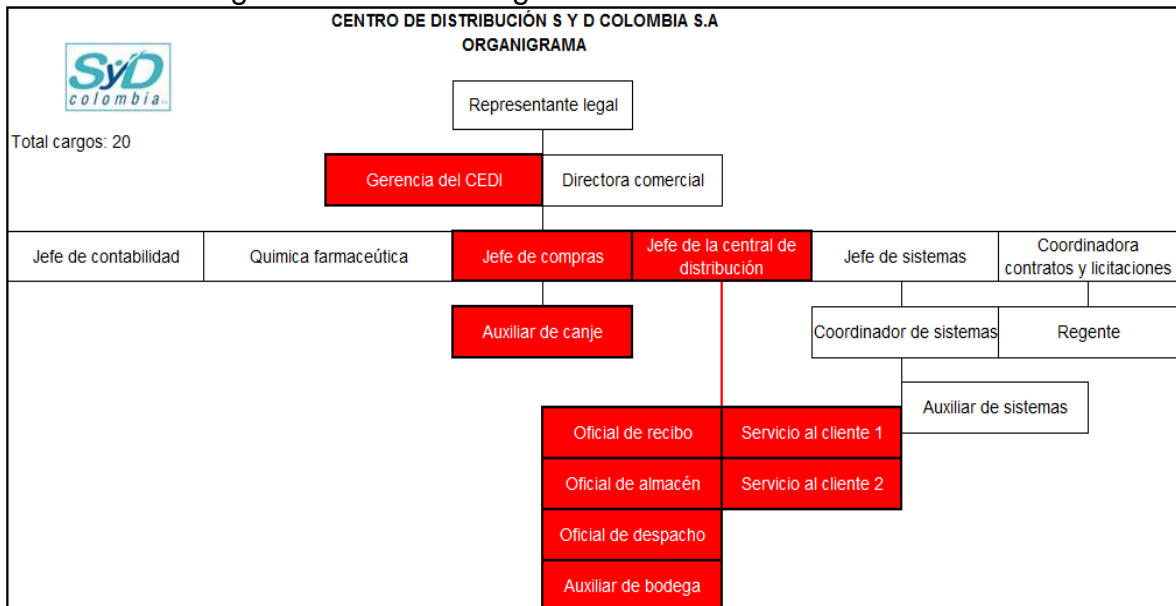 CENTRO DE DISTRIBUCIÓN S Y D COLOMBIA S.A
ORGANIGRAMA
SyD
colombia
Representante legal
Total cargos: 20
Gerencia del CEDI
Directora comercial
Jefe de contabilidad
Quimica farmaceútica
Jefe de compras
Jefe de la central de
distribución
Jefe de sistemas
Coordinadora
contratos y licitaciones
Auxiliar de canje
Coordinador de sistemas
Regente
Auxiliar de sistemas
Oficial de recibo
Servicio al cliente 1
Oficial de almacén
Servicio al cliente 2
Oficial de despacho
Auxiliar de bodega